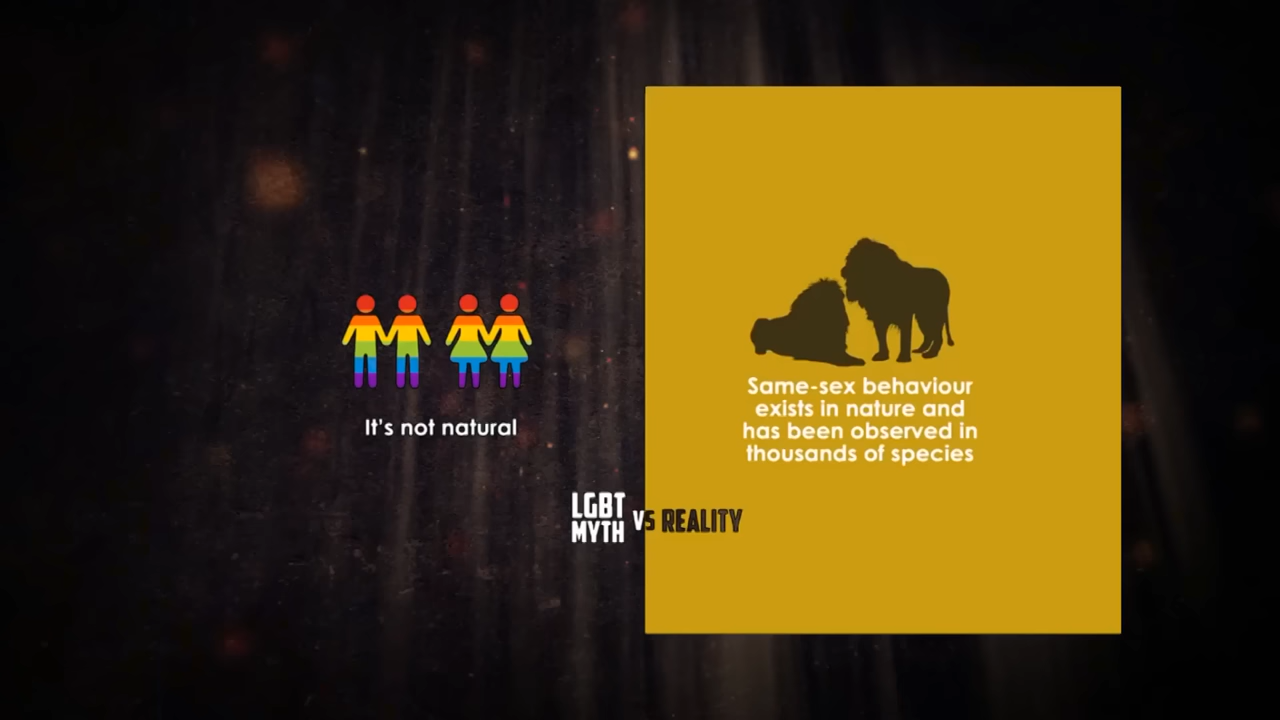 It's not natural
Same-sex behaviour
exists in nature and
has been observed in
thousands of species
LGBT
MYTH
VS REALITY